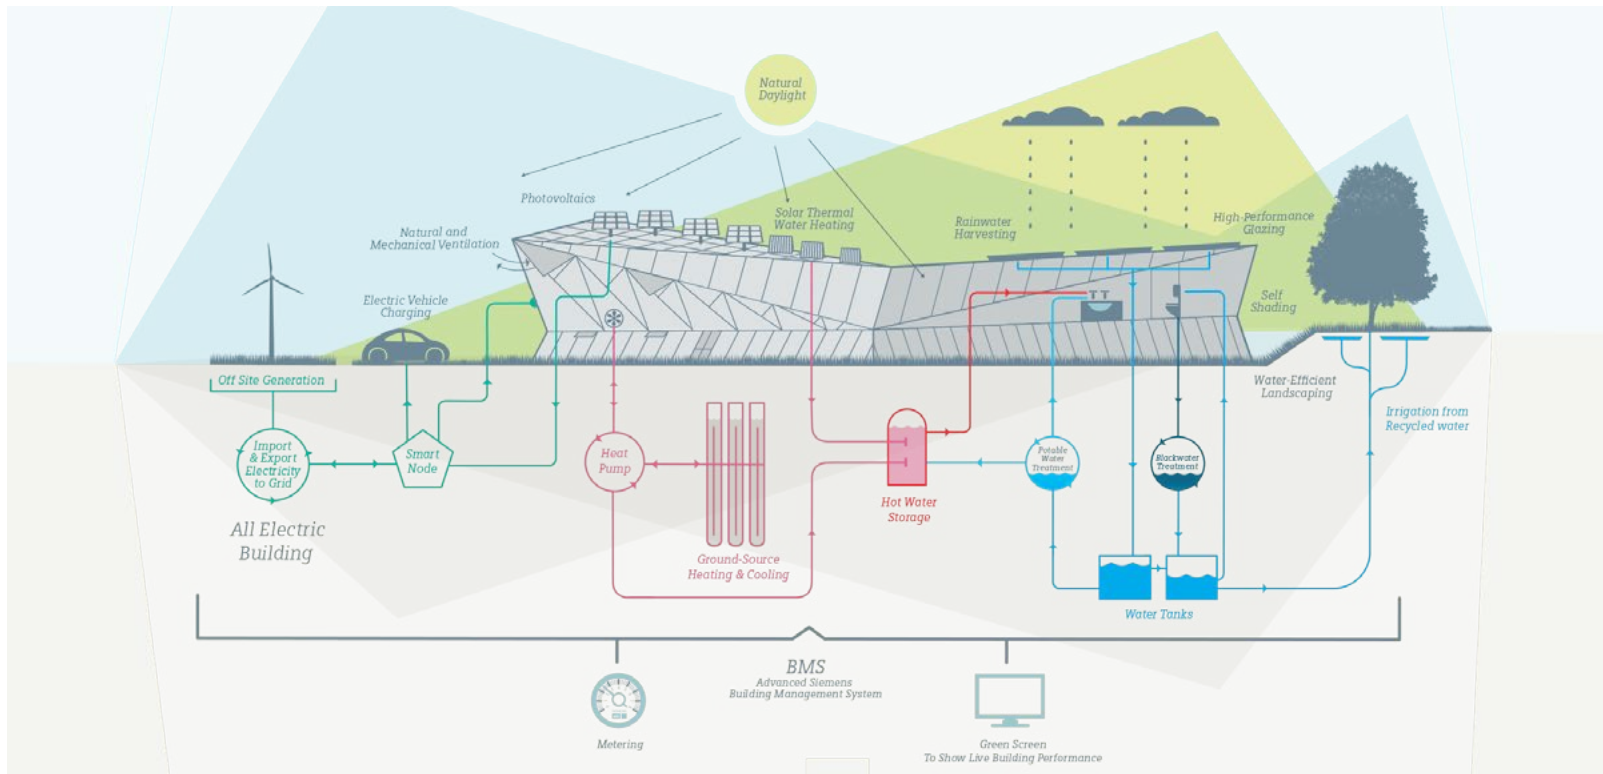 Natural
Daylight
Photovoltaics
Solar Thermal
Water Heating
Rainwater
Harvesting
High-Performance
Glazing
Natural and
Mechanical Ventilation
Electric Vehicle
Charging
Self
Shading
Off Site Generation
Water-Efficient
Landscaping
Irrigation from
Recycled water
Import
& Export
Electricity
to Grid
Smart
Node
Heat
Pump
Potable
Water
Treatment
Blackwater
Treatment
Hot Water
Storage
All Electric
Building
Ground-Source
Heating & Cooling
Water Tanks
BMS
Advanced Siemens
Building Management System
Metering
Green Screen
To Show Live Building Performance